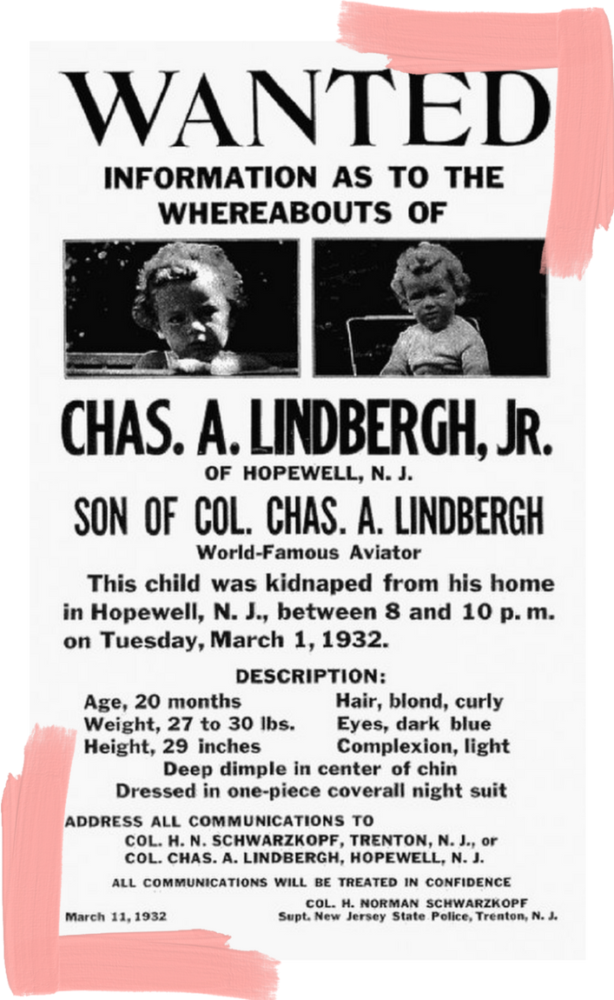 WANTED
INFORMATION AS TO THE
WHEREABOUTS OF
CHAS. A. LINDBERGH, JR.
OF HOPEWELL, N. J.
SON OF COL. CHAS. A. LINDBERGH
World-Famous Aviator
This child was kidnaped from his home
in Hopewell, N. J., between 8 and 10 p. m.
on Tuesday, March 1, 1932.
DESCRIPTION:
Age, 20 months Hair, blond, curly
Weight, 27 to 30 lbs. Eyes, dark blue
Height, 29 inches Complexion, light
Deep dimple in center of chin
Dressed in one-piece coverall night suit
ADDRESS ALL COMMUNICATIONS TO
COL. H. N. SCHWARZKOPF, TRENTON, N. J., or
COL. CHAS. A. LINDBERGH, HOPEWELL, N. J.
ALL COMMUNICATIONS WILL BE TREATED IN CONFIDENCE
COL. H. NORMAN SCHWARZKOPF
March 11, 1932 Supt. New Jersey State Police, Trenton, N. J.